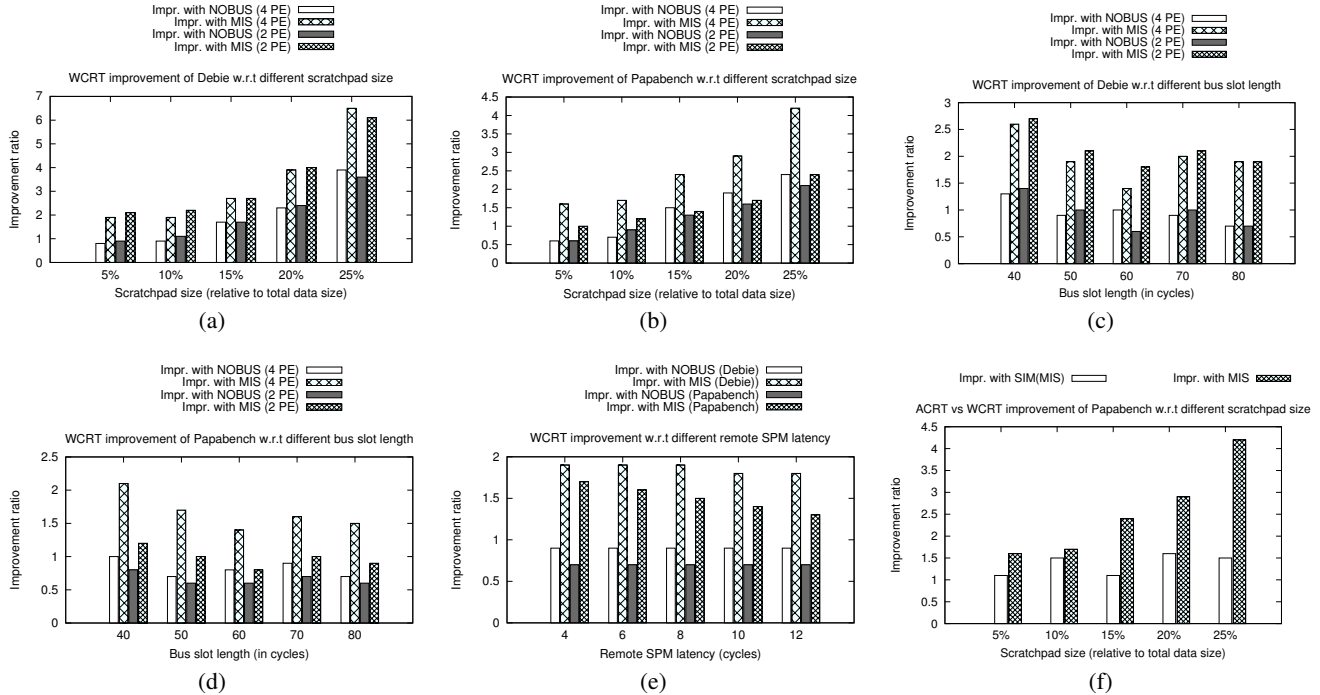 Impr. with NOBUS (4 PE)
Impr. with MIS (4 PE)
Impr. with NOBUS (2 PE)
Impr. with MIS (2 PE)
WCRT improvement of Debie w.r.t different scratchpad size
Improvement ratio
7
6
5
4
3
2
1
0
5% 10% 15% 20% 25%
Scratchpad size (relative to total data size)
(a)
Impr. with NOBUS (4 PE)
Impr. with MIS (4 PE)
Impr. with NOBUS (2 PE)
Impr. with MIS (2 PE)
WCRT improvement of Papabench w.r.t different scratchpad size
Improvement ratio
4.5
4
3.5
3
2.5
2
1.5
1
0.5
0
5% 10% 15% 20% 25%
Scratchpad size (relative to total data size)
(b)
Impr. with NOBUS (4 PE)
Impr. with MIS (4 PE)
Impr. with NOBUS (2 PE)
Impr. with MIS (2 PE)
WCRT improvement of Debie w.r.t different bus slot length
Improvement ratio
3
2.5
2
1.5
1
0.5
0
40 50 60 70 80
Bus slot length (in cycles)
(c)
Impr. with NOBUS (4 PE)
Impr. with MIS (4 PE)
Impr. with NOBUS (2 PE)
Impr. with MIS (2 PE)
WCRT improvement of Papabench w.r.t different bus slot length
Improvement ratio
2.5
2
1.5
1
0.5
0
40 50 60 70 80
Bus slot length (in cycles)
(d)
Impr. with NOBUS (Debie)
Impr. with MIS (Debie))
Impr. with NOBUS (Papabench)
Impr. with MIS (Papabench)
WCRT improvement w.r.t different remote SPM latency
Improvement ratio
2
1.5
1
0.5
0
4 6 8 10 12
Remote SPM latency (cycles)
(e)
Impr. with SIM(MIS) Impr. with MIS
ACRT vs WCRT improvement of Papabench w.r.t different scratchpad size
Improvement ratio
4.5
4
3.5
3
2.5
2
1.5
1
0.5
0
5% 10% 15% 20% 25%
Scratchpad size (relative to total data size)
(f)